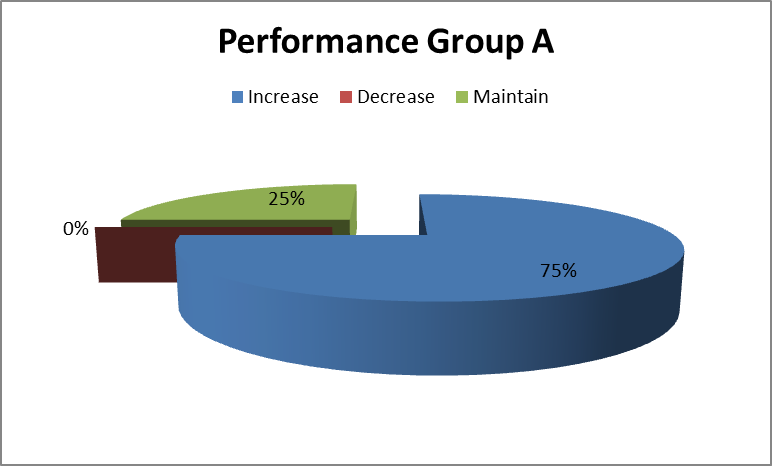 Performance Group A
Increase Decrease Maintain
25%
0%
75%